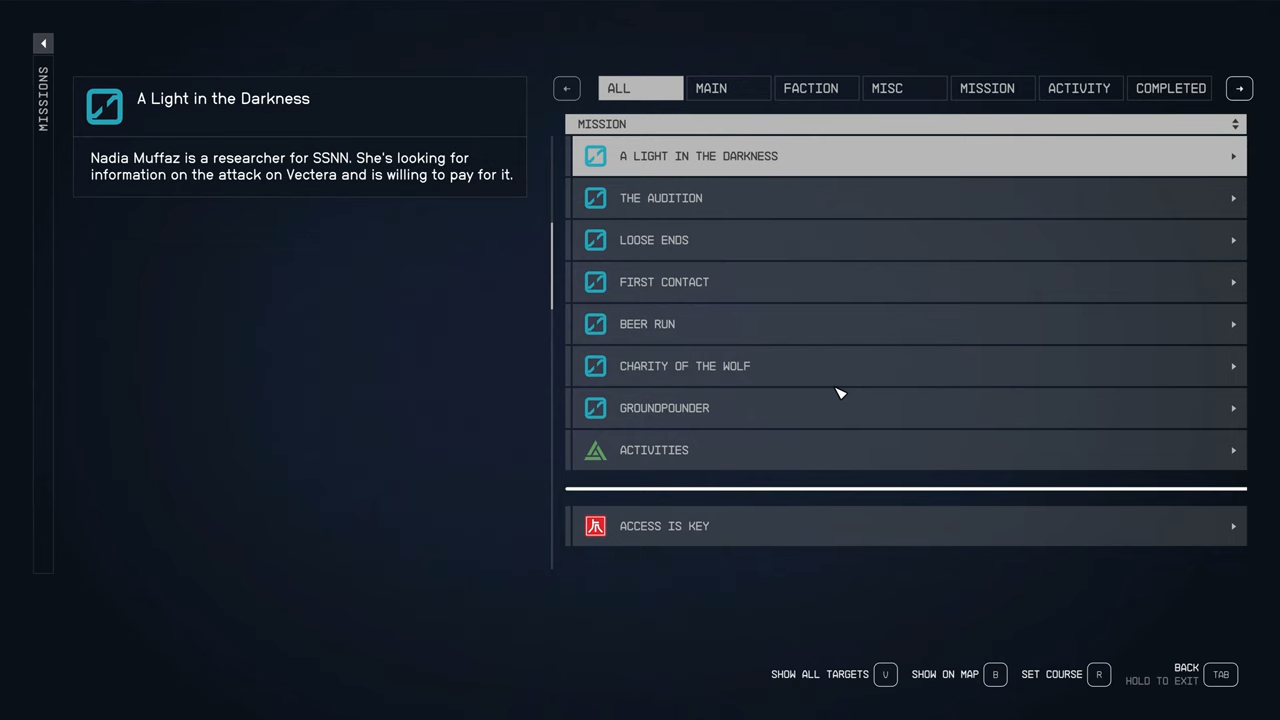 MISSIONS
A Light in the Darkness
Nadia Muffaz is a researcher for SSNN. She's looking for
information on the attack on Vectera and is willing to pay for it.
ALL MAIN FACTION MISC MISSION ACTIVITY COMPLETED
MISSION
A LIGHT IN THE DARKNESS
THE AUDITION
LOOSE ENDS
FIRST CONTACT
BEER RUN
CHARITY OF THE WOLF
GROUNDPOUNDER
ACTIVITIES
ACCESS IS KEY
SHOW ALL TARGETS V SHOW ON MAP B SET COURSE R BACK TAB
HOLD TO EXIT